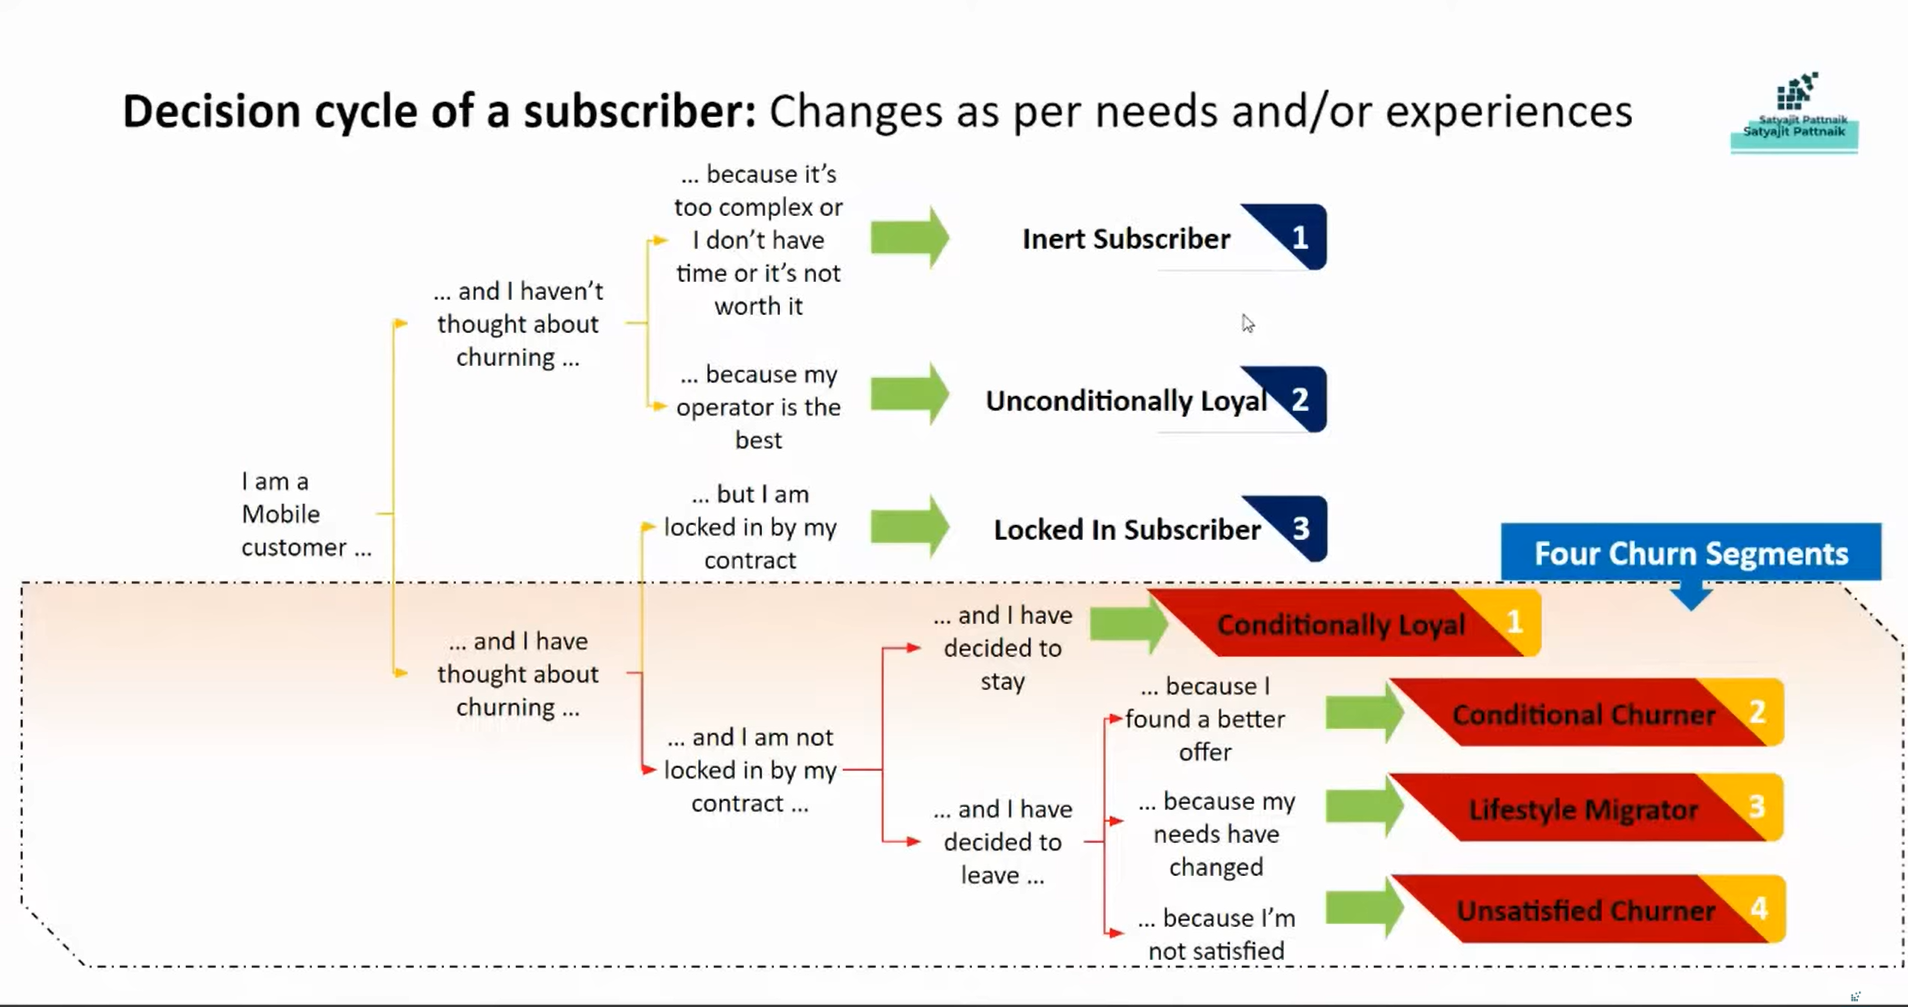 Decision cycle of a subscriber: Changes as per needs and/or experiences
Satyajit Pattnaik
Satyajit Pattnaik
I am a
Mobile
customer ...
... and I haven't
thought about
churning ...
... because it's
too complex or
I don't have
time or it's not
worth it
Inert Subscriber 1
... because my
operator is the
best
Unconditionally Loyal 2
... and I have
thought about
churning ...
... but I am
locked in by my
contract
Locked In Subscriber 3
Four Churn Segments
... and I am not
locked in by my
contract ...
... and I have
decided to
stay
Conditionally Loyal 1
... and I have
decided to
leave ...
... because I
found a better
offer
Conditional Churner 2
... because my
needs have
changed
Lifestyle Migrator 3
... because I'm
not satisfied
Unsatisfied Churner 4